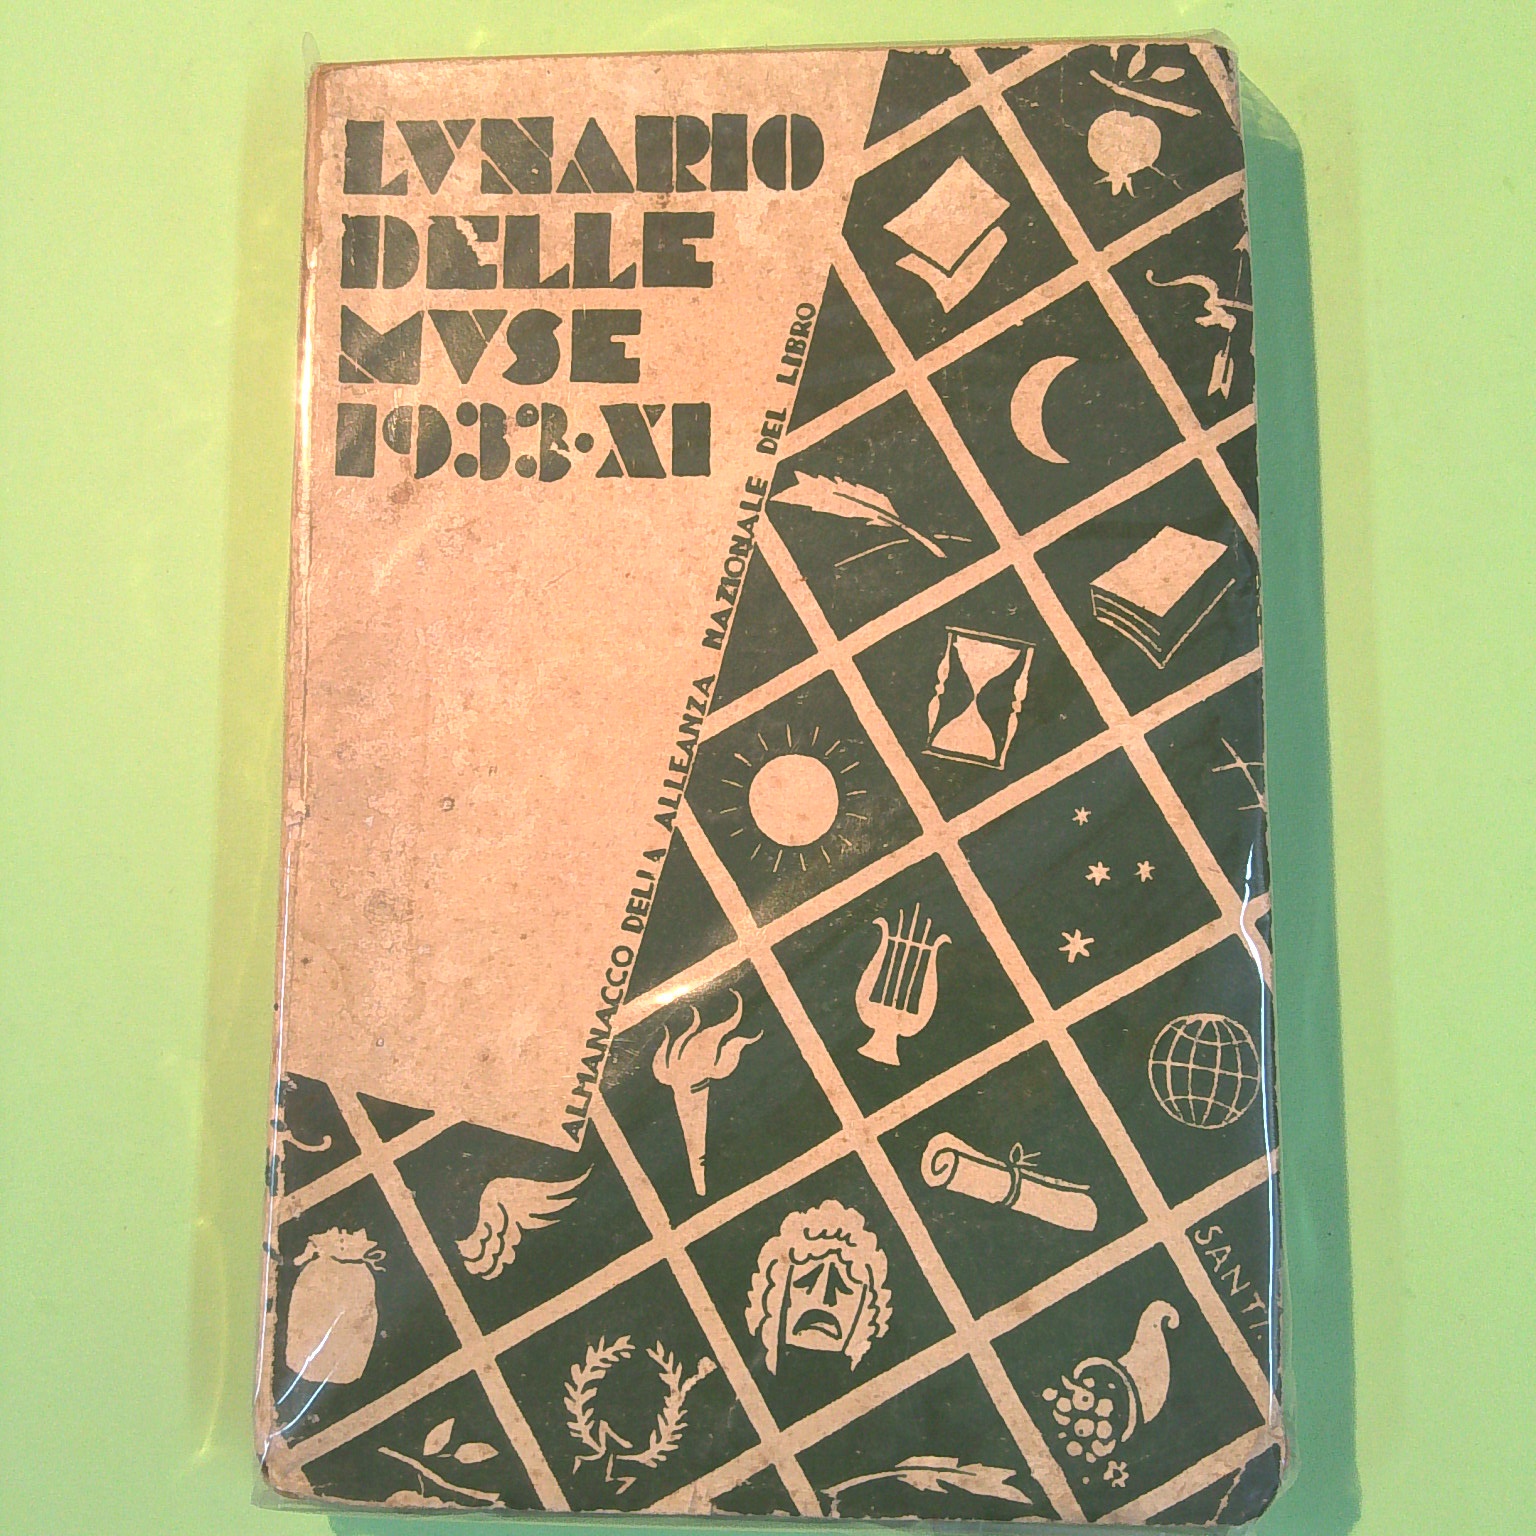 LVNARIO
DELLE
MVSE
1933·XI
ALMANACCO DELLA ALLEANZA NAZIONALE DEL LIBRO
SANTI.